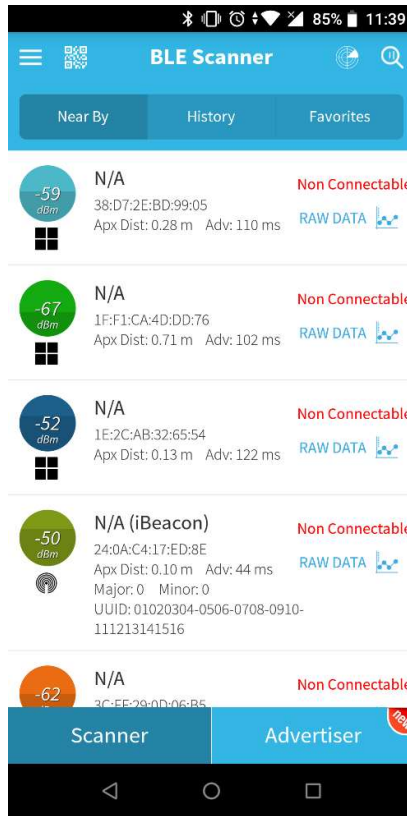 85% 11:39
BLE Scanner
Near By History Favorites
-59 dBm
N/A
38:D7:2E:BD:99:05
Apx Dist: 0.28 m Adv: 110 ms
Non Connectable
RAW DATA
-67 dBm
N/A
1F:F1:CA:4D:DD:76
Apx Dist: 0.71 m Adv: 102 ms
Non Connectable
RAW DATA
-52 dBm
N/A
1E:2C:AB:32:65:54
Apx Dist: 0.13 m Adv: 122 ms
Non Connectable
RAW DATA
-50 dBm
N/A (iBeacon)
24:0A:C4:17:ED:8E
Apx Dist: 0.10 m Adv: 44 ms
Major: 0 Minor: 0
UUID: 01020304-0506-0708-0910-
111213141516
Non Connectable
RAW DATA
-62
N/A
Non Connectable
Scanner Advertiser
new